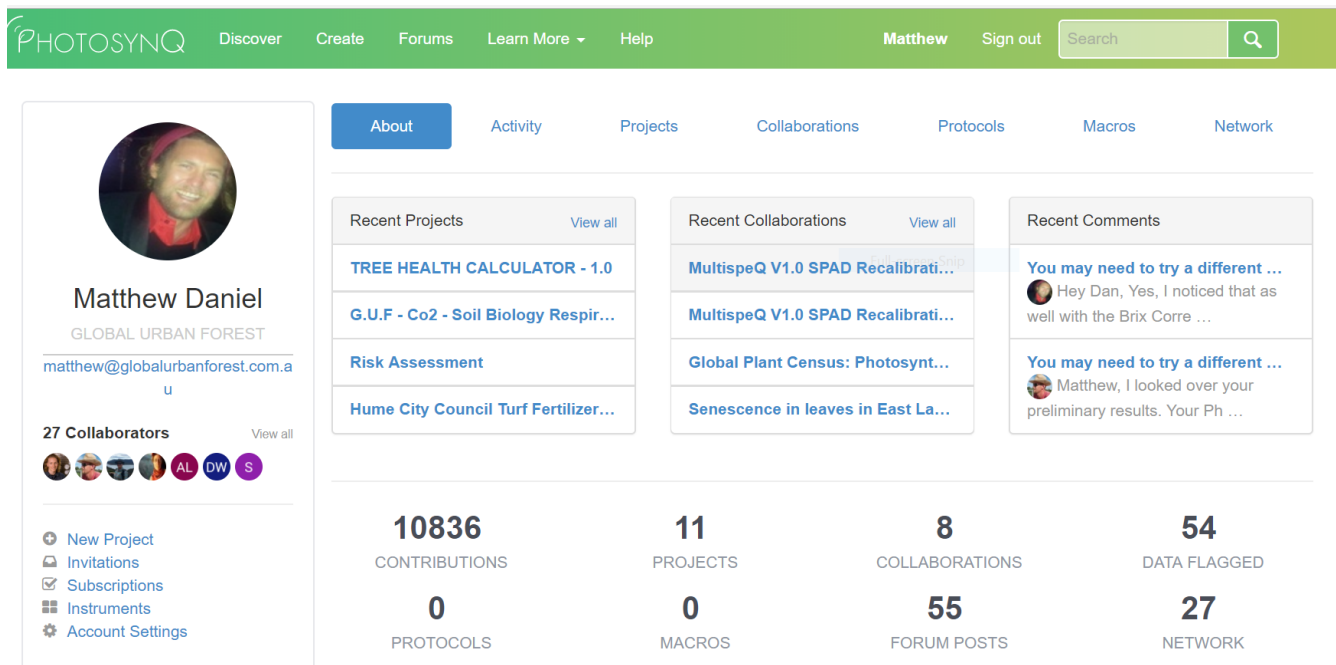 PHOTOSYNQ Discover Create Forums Learn More Help Matthew Sign out Search
About Activity Projects Collaborations Protocols Macros Network
Matthew Daniel
GLOBAL URBAN FOREST
matthew@globalurbanforest.com.a
u
27 Collaborators View all
AL DW S
New Project
Invitations
Subscriptions
Instruments
Account Settings
Recent Projects View all
TREE HEALTH CALCULATOR - 1.0
G.U.F - Co2 - Soil Biology Respir...
Risk Assessment
Hume City Council Turf Fertilizer...
Recent Collaborations View all
MultispeQ V1.0 SPAD Recalibrati...
Full-screen Snip
MultispeQ V1.0 SPAD Recalibrati...
Global Plant Census: Photosynt...
Senescence in leaves in East La...
Recent Comments
You may need to try a different ...
Hey Dan, Yes, I noticed that as
well with the Brix Corre …
You may need to try a different ...
Matthew, I looked over your
preliminary results. Your Ph …
10836 11 8 54
CONTRIBUTIONS PROJECTS COLLABORATIONS DATA FLAGGED
0 0 55 27
PROTOCOLS MACROS FORUM POSTS NETWORK